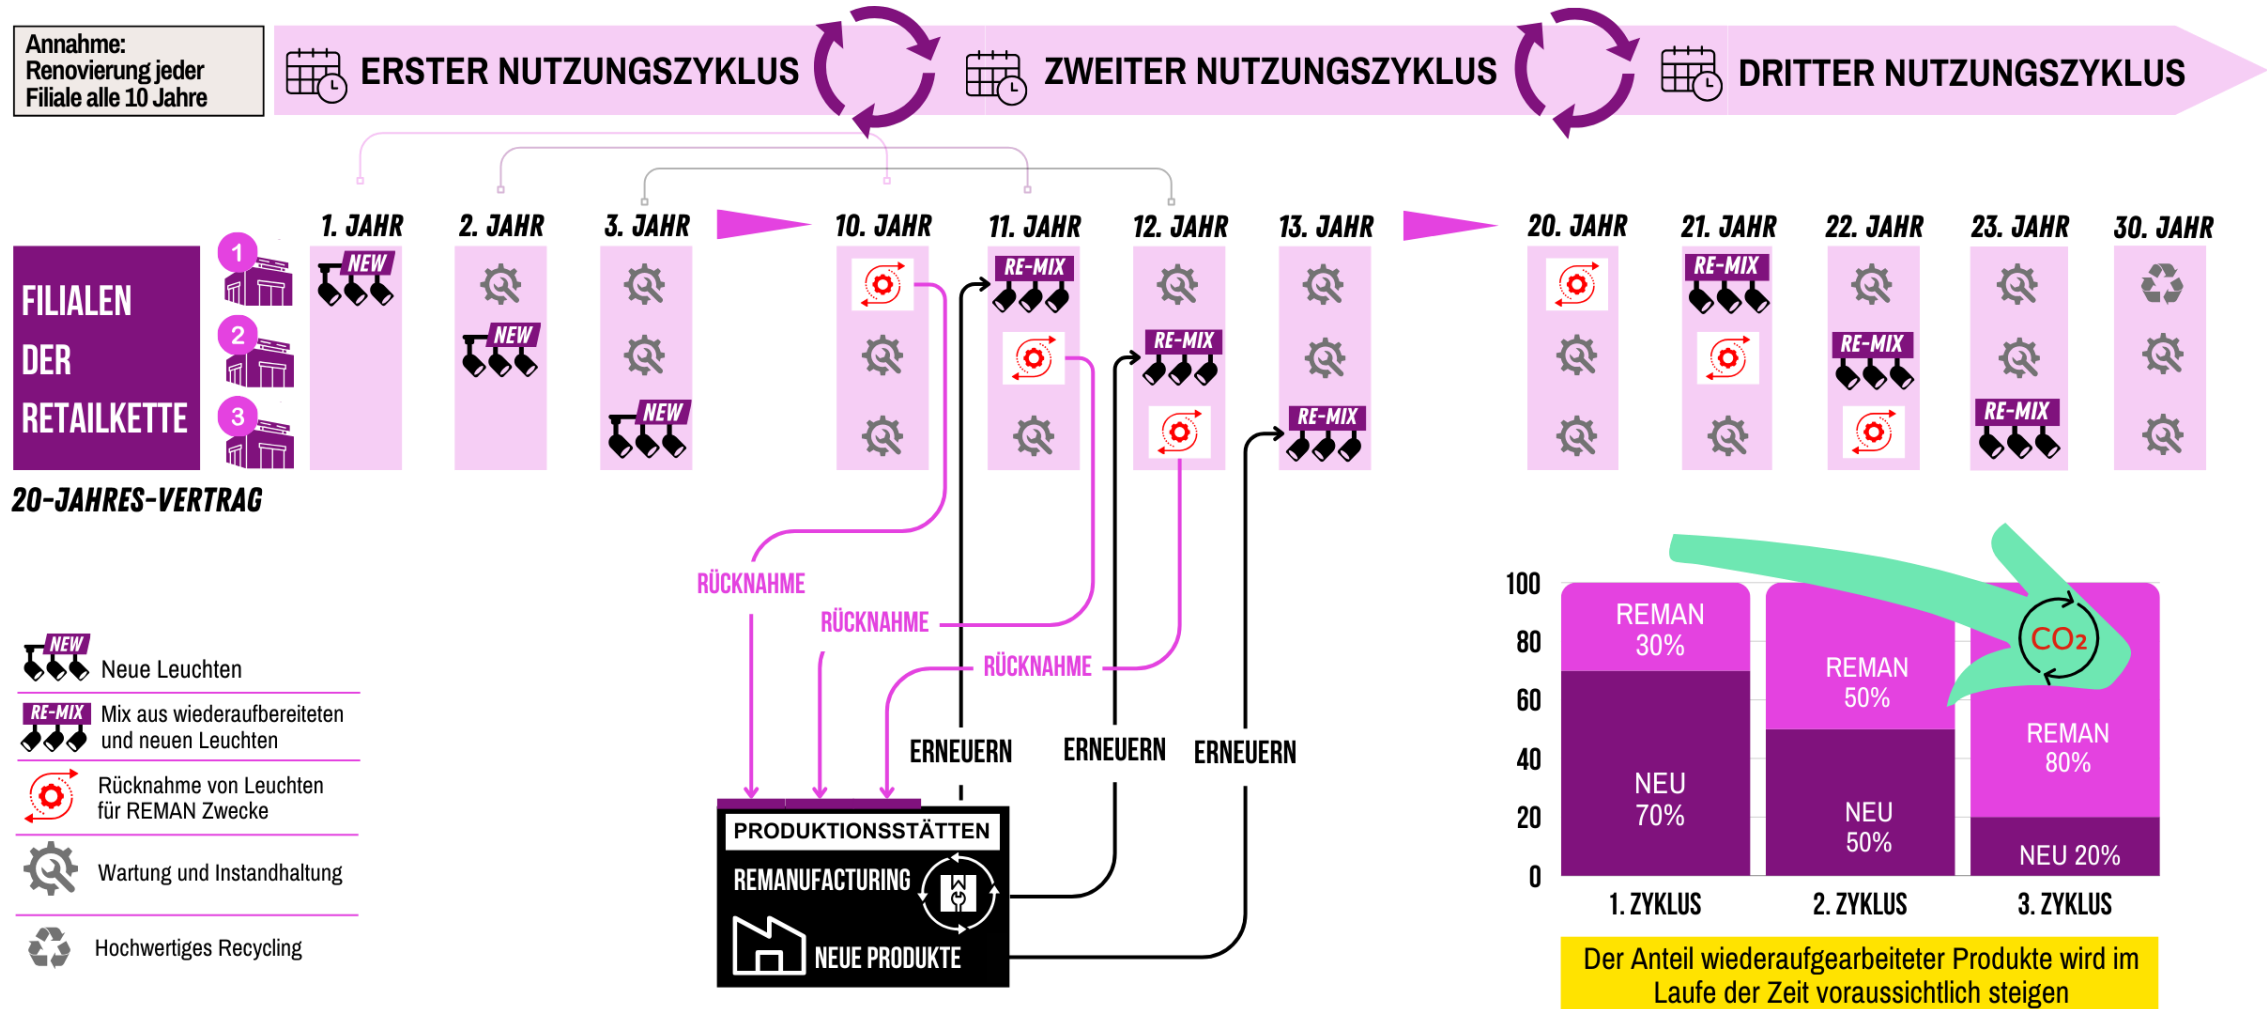 Annahme:
Renovierung jeder
Filiale alle 10 Jahre
ERSTER NUTZUNGSZYKLUS
ZWEITER NUTZUNGSZYKLUS
DRITTER NUTZUNGSZYKLUS
1. JAHR
2. JAHR
3. JAHR
10. JAHR
11. JAHR
12. JAHR
13. JAHR
20. JAHR
21. JAHR
22. JAHR
23. JAHR
30. JAHR
FILIALEN
DER
RETAILKETTE
1
2
3
NEW
NEW
NEW
RE-MIX
RE-MIX
RE-MIX
RE-MIX
RE-MIX
RE-MIX
20-JAHRES-VERTRAG
RÜCKNAHME
RÜCKNAHME
RÜCKNAHME
ERNEUERN
ERNEUERN
ERNEUERN
NEW
Neue Leuchten
RE-MIX
Mix aus wiederaufbereiteten
und neuen Leuchten
Rücknahme von Leuchten
für REMAN Zwecke
Wartung und Instandhaltung
Hochwertiges Recycling
PRODUKTIONSSTÄTTEN
REMANUFACTURING
NEUE PRODUKTE
100
80
60
40
20
0
REMAN
30%
NEU
70%
REMAN
50%
NEU
50%
CO₂
REMAN
80%
NEU 20%
1. ZYKLUS
2. ZYKLUS
3. ZYKLUS
Der Anteil wiederaufgearbeiteter Produkte wird im
Laufe der Zeit voraussichtlich steigen